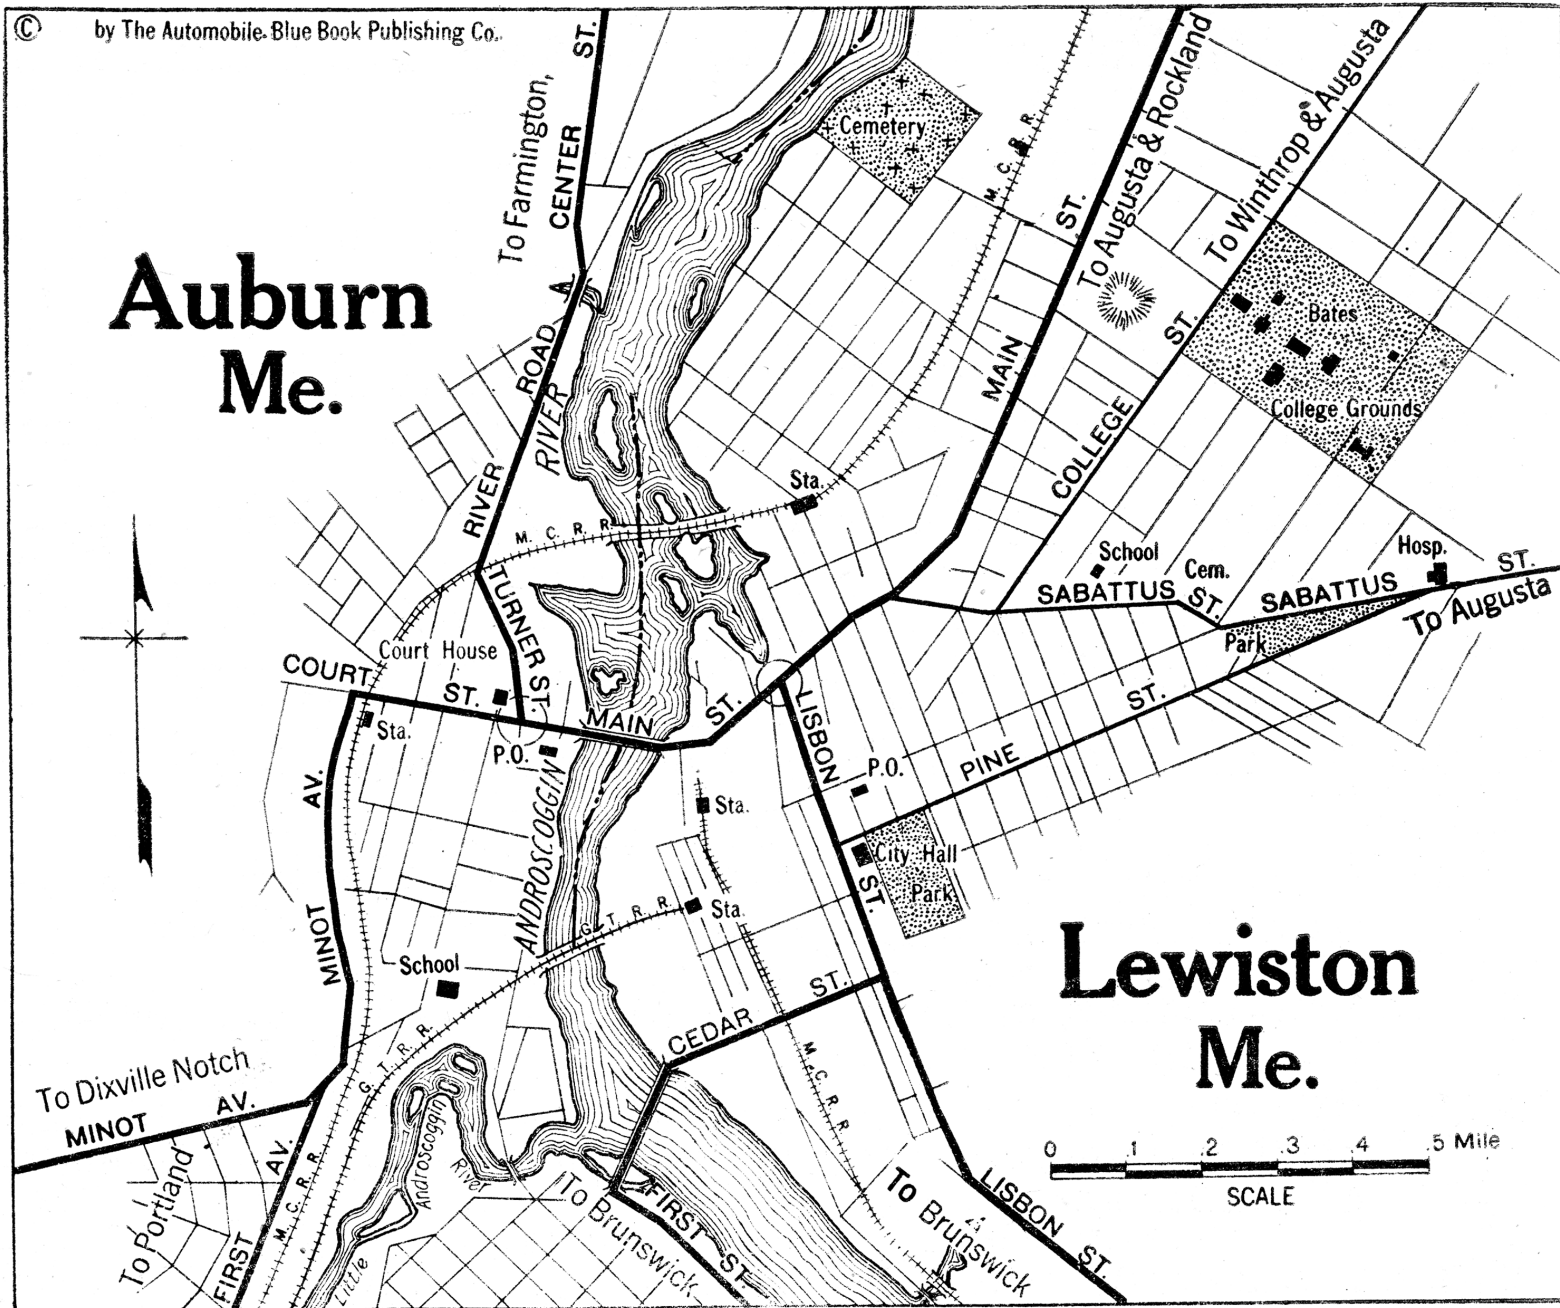 © by The Automobile Blue Book Publishing Co.
ST.
CENTER
To Farmington,
Cemetery
M. C. R. R.
ST.
To Augusta & Rockland
To Winthrop & Augusta
Auburn
Me.
ROAD
RIVER
RIVER
MAIN
ST.
COLLEGE
Bates
College Grounds
Sta.
M. C. R. R.
School
Cem.
Hosp.
SABATTUS
ST.
SABATTUS
ST.
To Augusta
Park
TURNER ST.
Court House
COURT
ST.
Sta.
P.O.
MAIN
ST.
LISBON
ST.
P.O.
PINE
ST.
AV.
MINOT
ANDROSCOGGIN
Sta.
City Hall
Park
G. T. R. R.
Sta.
School
Lewiston
Me.
CEDAR
ST.
G. T. R. R.
M. C. R. R.
To Dixville Notch
MINOT AV.
AV.
FIRST
To Portland
M. C. R. R.
Little
Androscoggin
River
To Brunswick
FIRST ST.
To Brunswick
LISBON
ST.
0 1 2 3 4 5 Mile
SCALE